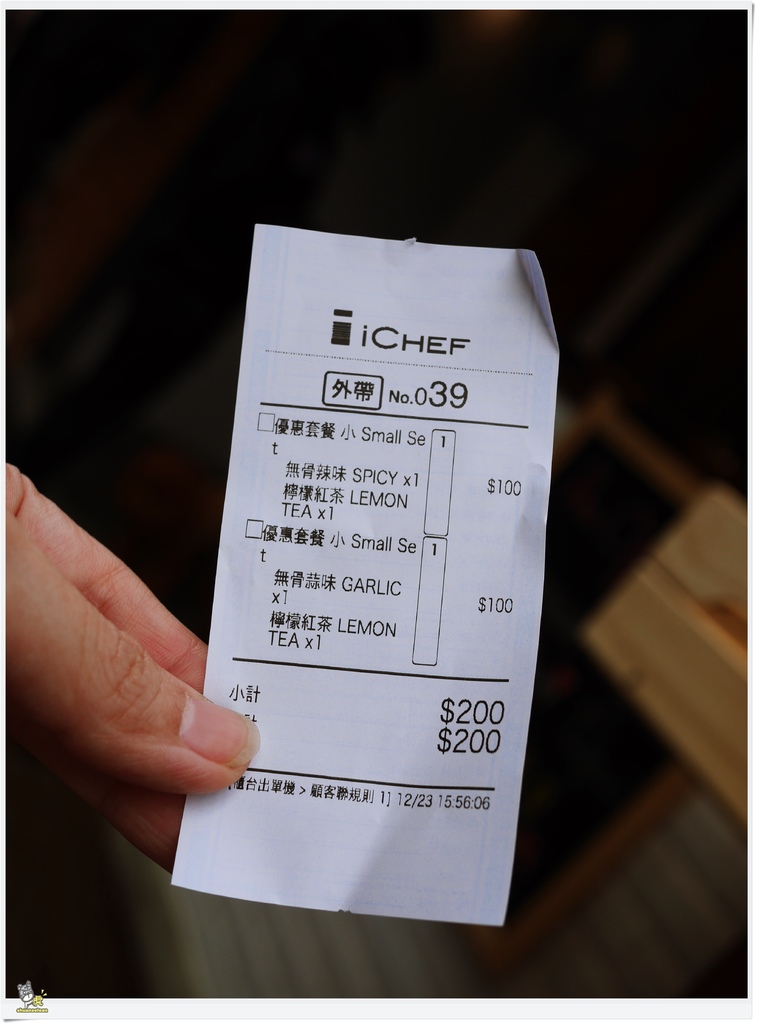 iCHEF
外帶 No.039
優惠套餐 小 Small Se 1
t
無骨辣味 SPICY x1 $100
檸檬紅茶 LEMON
TEA x1
優惠套餐 小 Small Se 1
t
無骨蒜味 GARLIC
x1 $100
檸檬紅茶 LEMON
TEA x1
小計 $200
計 $200
櫃台出單機 > 顧客聯規則 1] 12/23 15:56:06